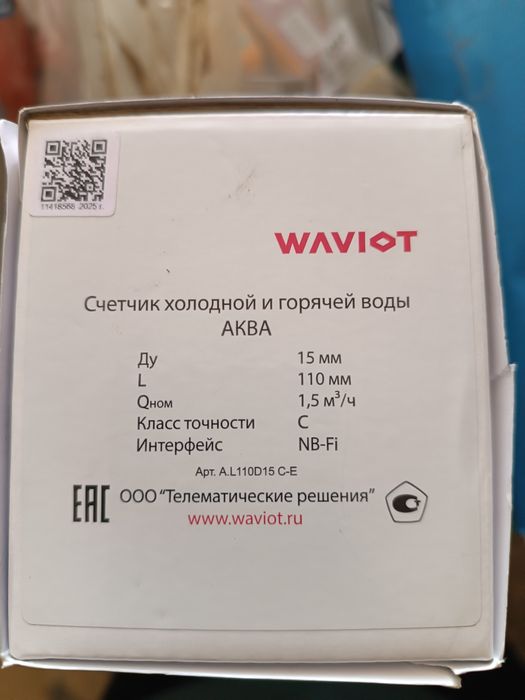 11418568 2025 г.
WAVIOT
Счетчик холодной и горячей воды
АКВА
Ду 15 мм
L 110 мм
Qном 1,5 м³/ч
Класс точности C
Интерфейс NB-Fi
Арт. A.L110D15 C-E
ЕАС ООО "Телематические решения"
www.waviot.ru